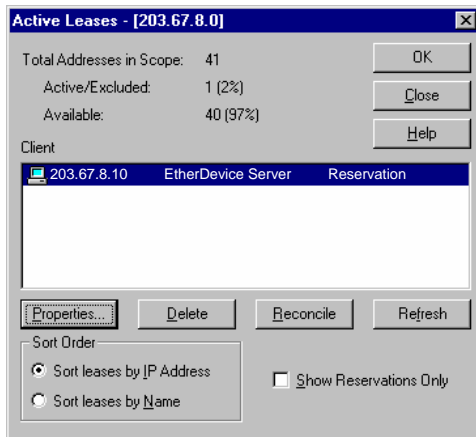 Active Leases - [203.67.8.0]
Total Addresses in Scope: 41
Active/Excluded: 1 (2%)
Available: 40 (97%)
OK
Close
Help
Client
203.67.8.10 EtherDevice Server Reservation
Properties... Delete Reconcile Refresh
Sort Order
Sort leases by IP Address
Sort leases by Name
Show Reservations Only